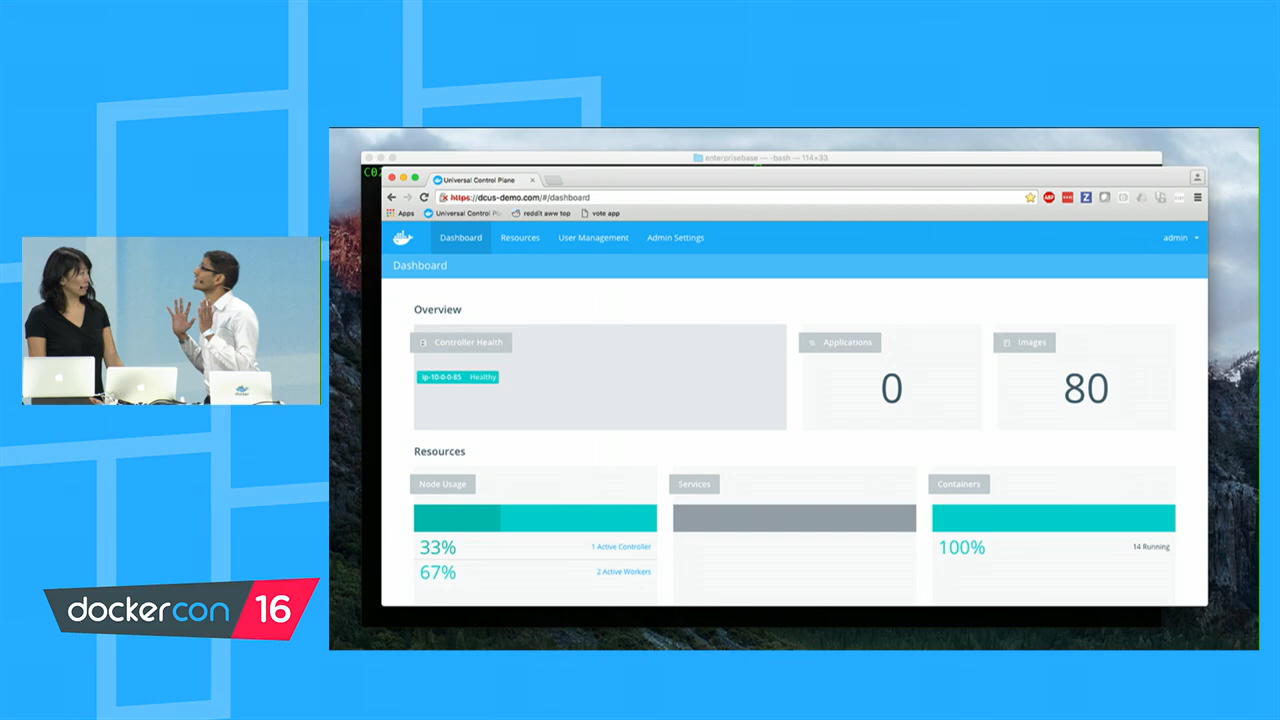 enterprisebase — -bash — 114×33
Universal Control Plane
https://dcus-demo.com/#/dashboard
Apps Universal Control Pl reddit aww top vote app
Dashboard Resources User Management Admin Settings admin
Dashboard
Overview
Controller Health Applications Images
ip-10-0-0-85 Healthy
0 80
Resources
Node Usage Services Containers
33% 1 Active Controller 100% 14 Running
67% 2 Active Workers
docker
dockercon 16